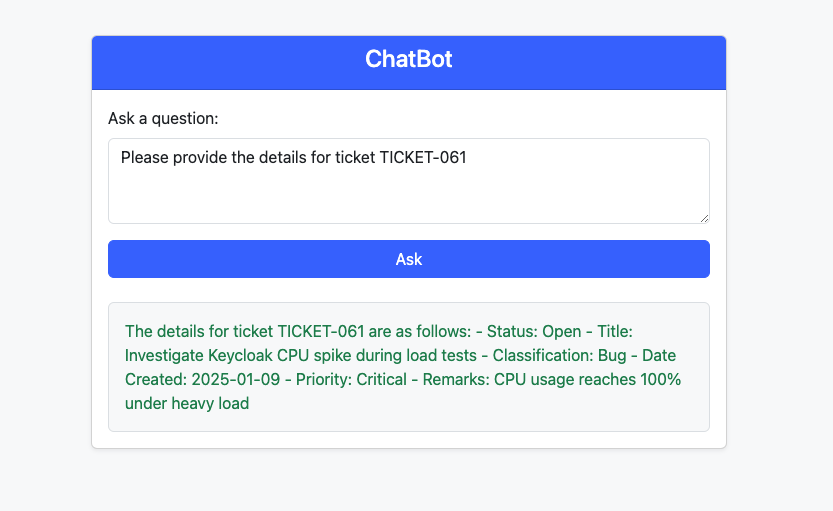 ChatBot
Ask a question:
Please provide the details for ticket TICKET-061
Ask
The details for ticket TICKET-061 are as follows: - Status: Open - Title:
Investigate Keycloak CPU spike during load tests - Classification: Bug - Date
Created: 2025-01-09 - Priority: Critical - Remarks: CPU usage reaches 100%
under heavy load